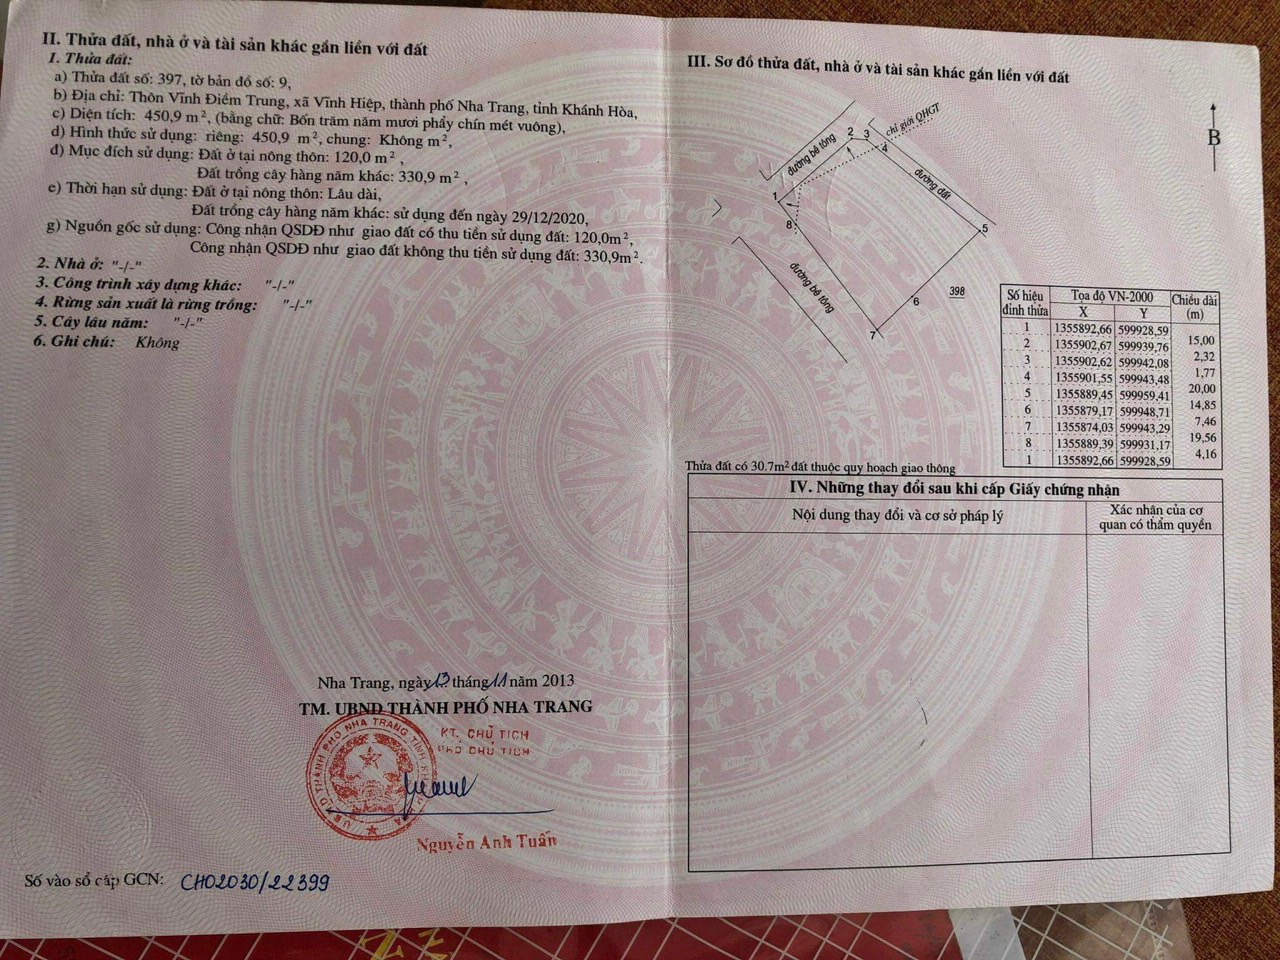 II. Thửa đất, nhà ở và tài sản khác gắn liền với đất
1. Thửa đất:
a) Thửa đất số: 397, tờ bản đồ số: 9,
b) Địa chỉ: Thôn Vĩnh Điềm Trung, xã Vĩnh Hiệp, thành phố Nha Trang, tỉnh Khánh Hòa,
c) Diện tích: 450,9 m², (bằng chữ: Bốn trăm năm mươi phẩy chín mét vuông),
d) Hình thức sử dụng: riêng: 450,9 m², chung: Không m²,
đ) Mục đích sử dụng: Đất ở tại nông thôn: 120,0 m² ,
Đất trồng cây hàng năm khác: 330,9 m² ,
e) Thời hạn sử dụng: Đất ở tại nông thôn: Lâu dài,
Đất trồng cây hàng năm khác: sử dụng đến ngày 29/12/2020,
g) Nguồn gốc sử dụng: Công nhận QSDĐ như giao đất có thu tiền sử dụng đất: 120,0m²,
Công nhận QSDĐ như giao đất không thu tiền sử dụng đất: 330,9m².
2. Nhà ở: "-/-"
3. Công trình xây dựng khác: "-/-"
4. Rừng sản xuất là rừng trồng: "-/-"
5. Cây lâu năm: "-/-"
6. Ghi chú: Không
Nha Trang, ngày 13 tháng 11 năm 2013
TM. UBND THÀNH PHỐ NHA TRANG
KT. CHỦ TỊCH
PHÓ CHỦ TỊCH
Nguyễn Anh Tuấn
Số vào sổ cấp GCN: CH02030/22399
III. Sơ đồ thửa đất, nhà ở và tài sản khác gắn liền với đất
B
chỉ giới QHGT
đường bê tông
2 3
4
đường đất
1
8
5
đường bê tông
6
398
7
Số hiệu đỉnh thửa Tọa độ VN-2000 Chiều dài (m)
X Y
1 1355892,66 599928,59
15,00
2 1355902,67 599939,76
2,32
3 1355902,62 599942,08
1,77
4 1355901,55 599943,48
20,00
5 1355889,45 599959,41
14,85
6 1355879,17 599948,71
7,46
7 1355874,03 599943,29
19,56
8 1355889,39 599931,17
4,16
1 1355892,66 599928,59
Thửa đất có 30.7m² đất thuộc quy hoạch giao thông
IV. Những thay đổi sau khi cấp Giấy chứng nhận
Nội dung thay đổi và cơ sở pháp lý
Xác nhận của cơ
quan có thẩm quyền